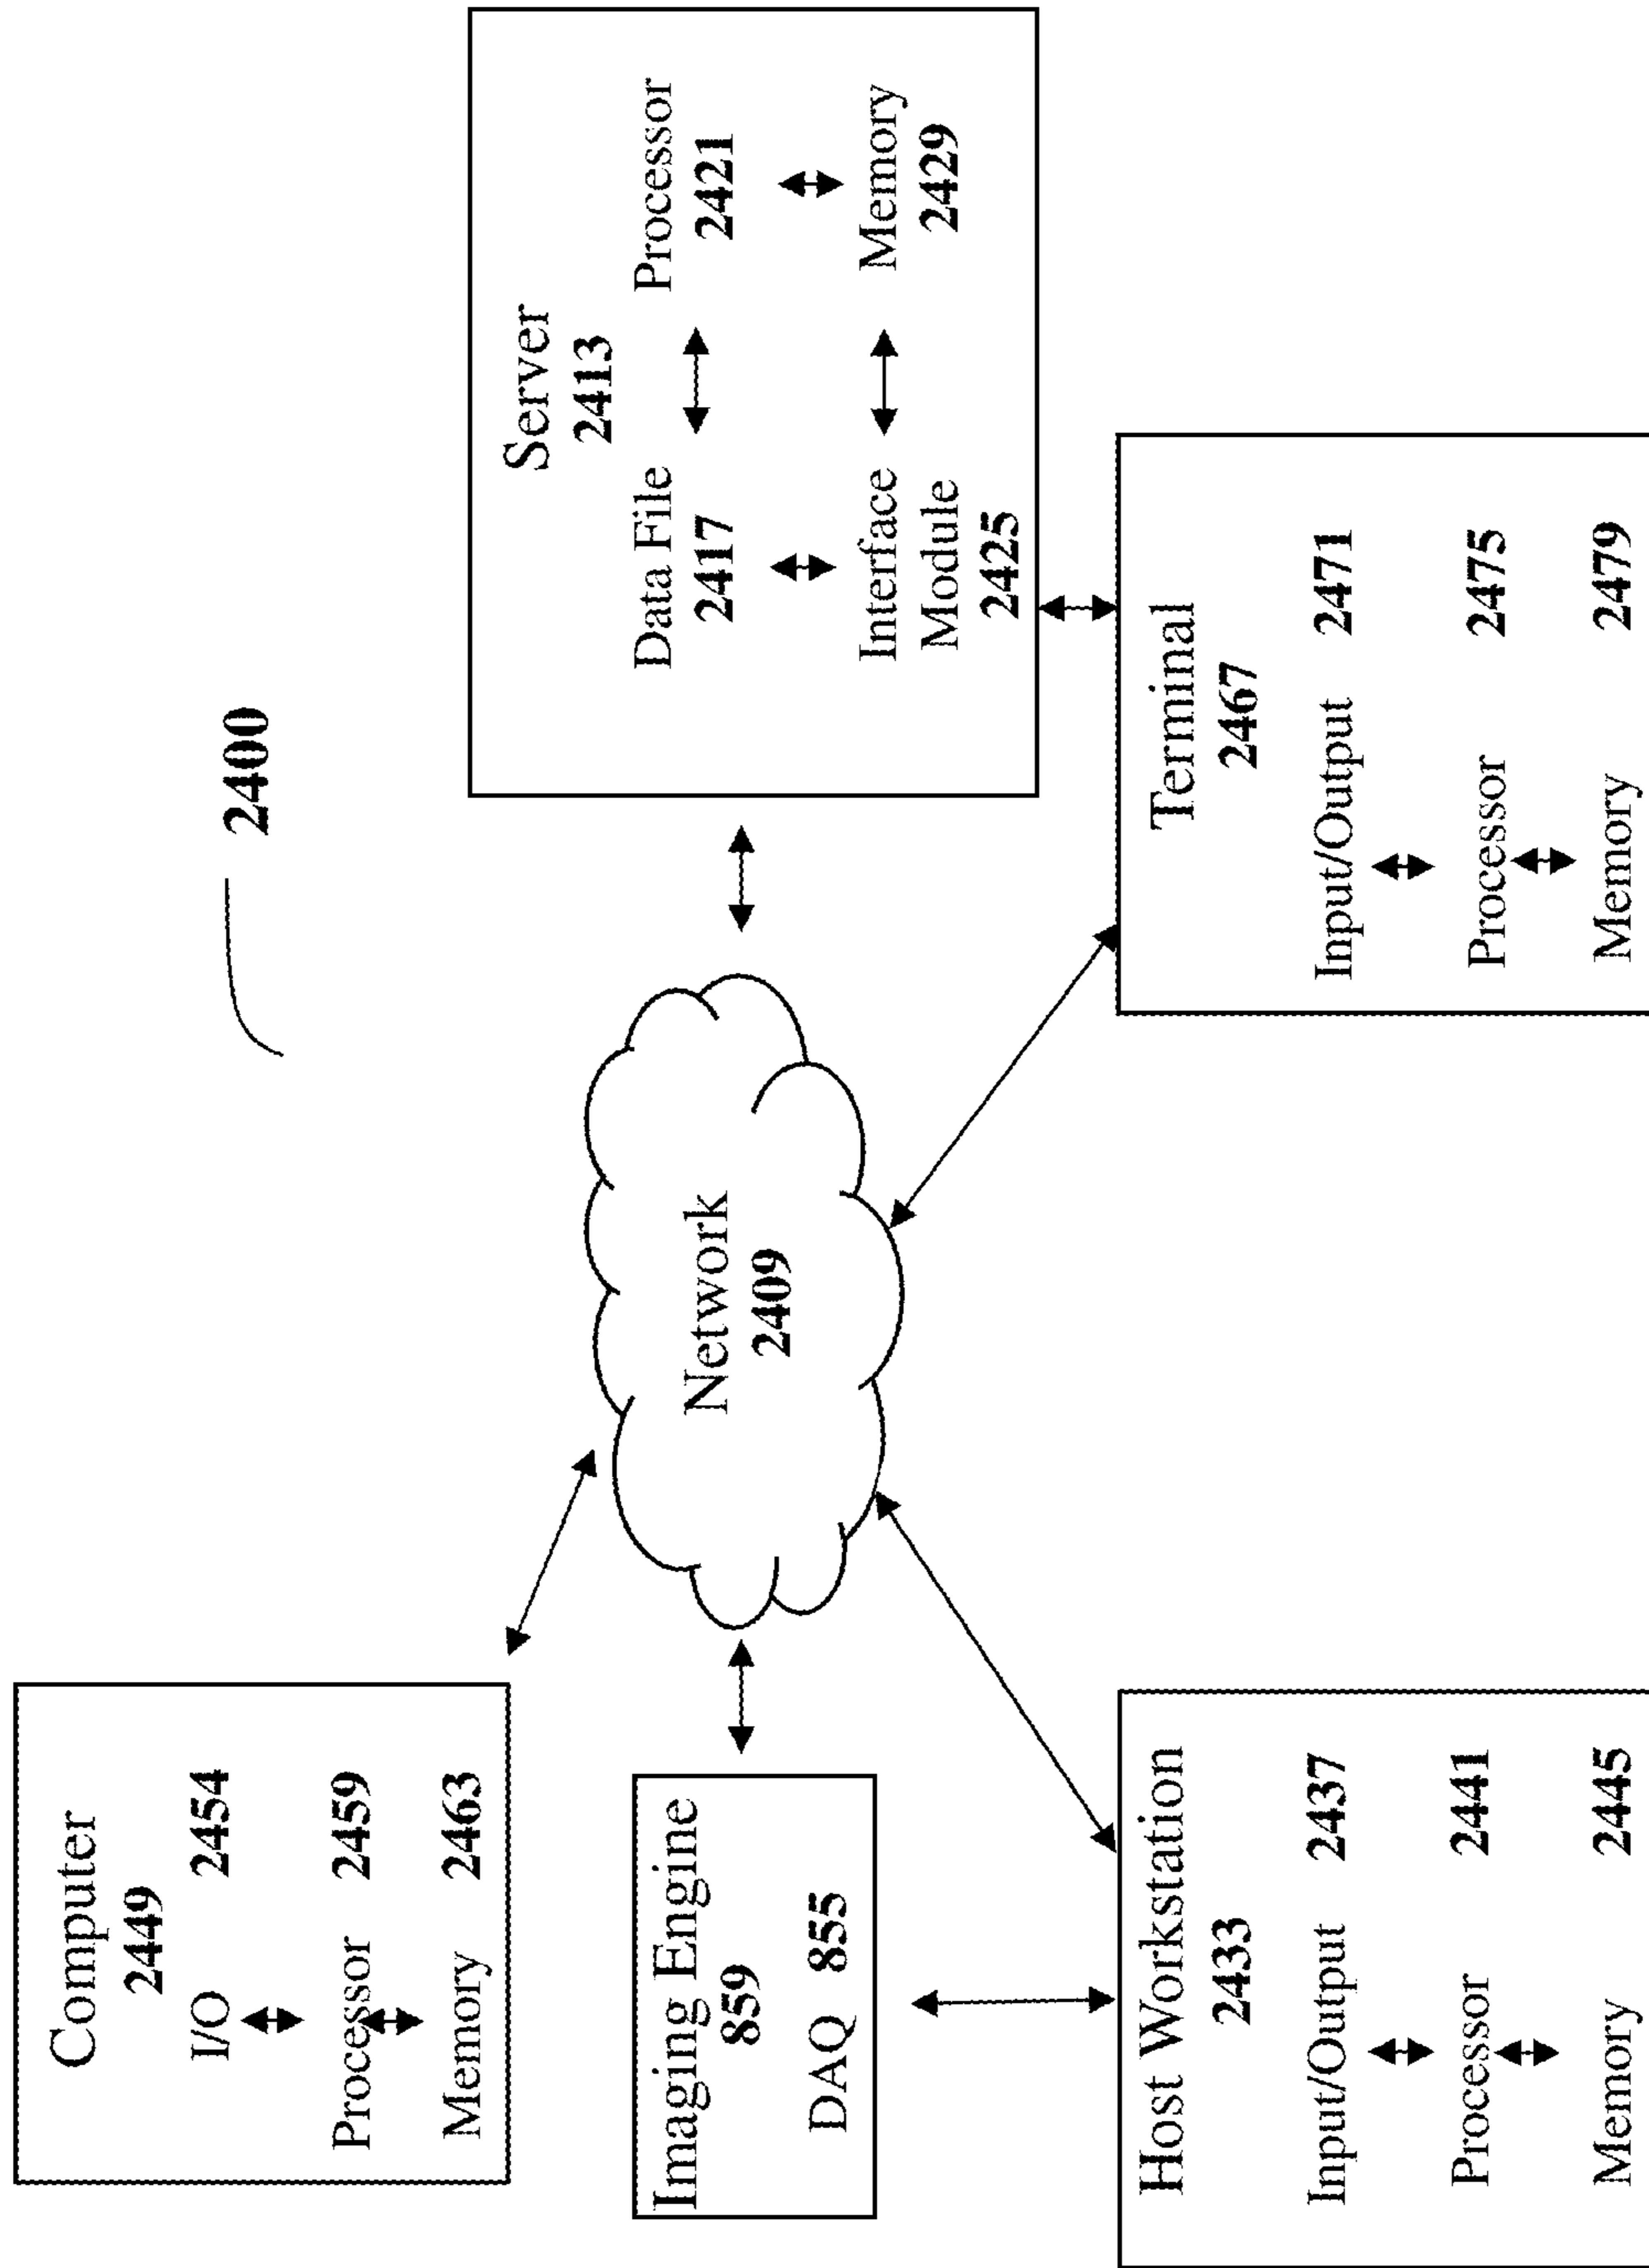 2400
Computer
2449
I/O 2454
Processor 2459
Memory 2463
Imaging Engine
859
DAQ 855
Network
2409
Server
2413
Data File
2417
Processor
2421
Interface
Module
2425
Memory
2429
Host Workstation
2433
Input/Output 2437
Processor 2441
Memory 2445
Terminal
2467
Input/Output 2471
Processor 2475
Memory 2479